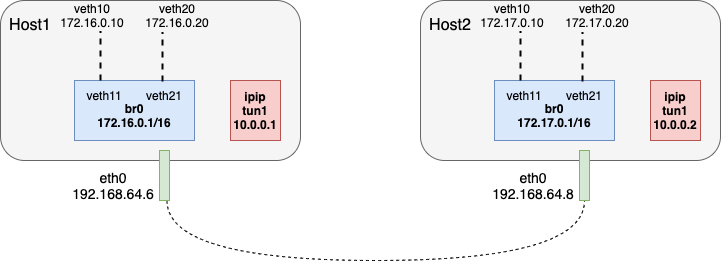 Host1
veth10
172.16.0.10
veth20
172.16.0.20
veth11
veth21
br0
172.16.0.1/16
ipip
tun1
10.0.0.1
eth0
192.168.64.6
Host2
veth10
172.17.0.10
veth20
172.17.0.20
veth11
veth21
br0
172.17.0.1/16
ipip
tun1
10.0.0.2
eth0
192.168.64.8